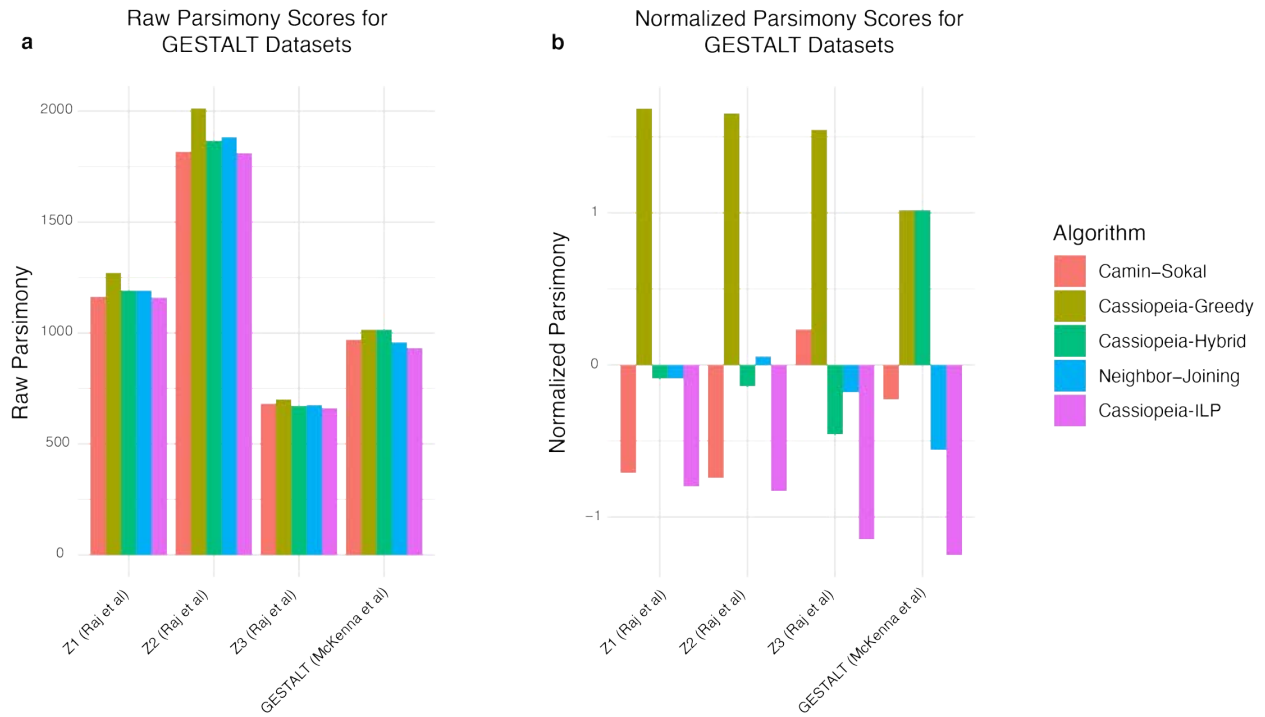 a
Raw Parsimony Scores for
GESTALT Datasets
Raw Parsimony
2000
1500
1000
500
0
Z1 (Raj et al)
Z2 (Raj et al)
Z3 (Raj et al)
GESTALT (McKenna et al)
b
Normalized Parsimony Scores for
GESTALT Datasets
Normalized Parsimony
1
0
−1
Z1 (Raj et al)
Z2 (Raj et al)
Z3 (Raj et al)
GESTALT (McKenna et al)
Algorithm
Camin−Sokal
Cassiopeia-Greedy
Cassiopeia-Hybrid
Neighbor−Joining
Cassiopeia-ILP